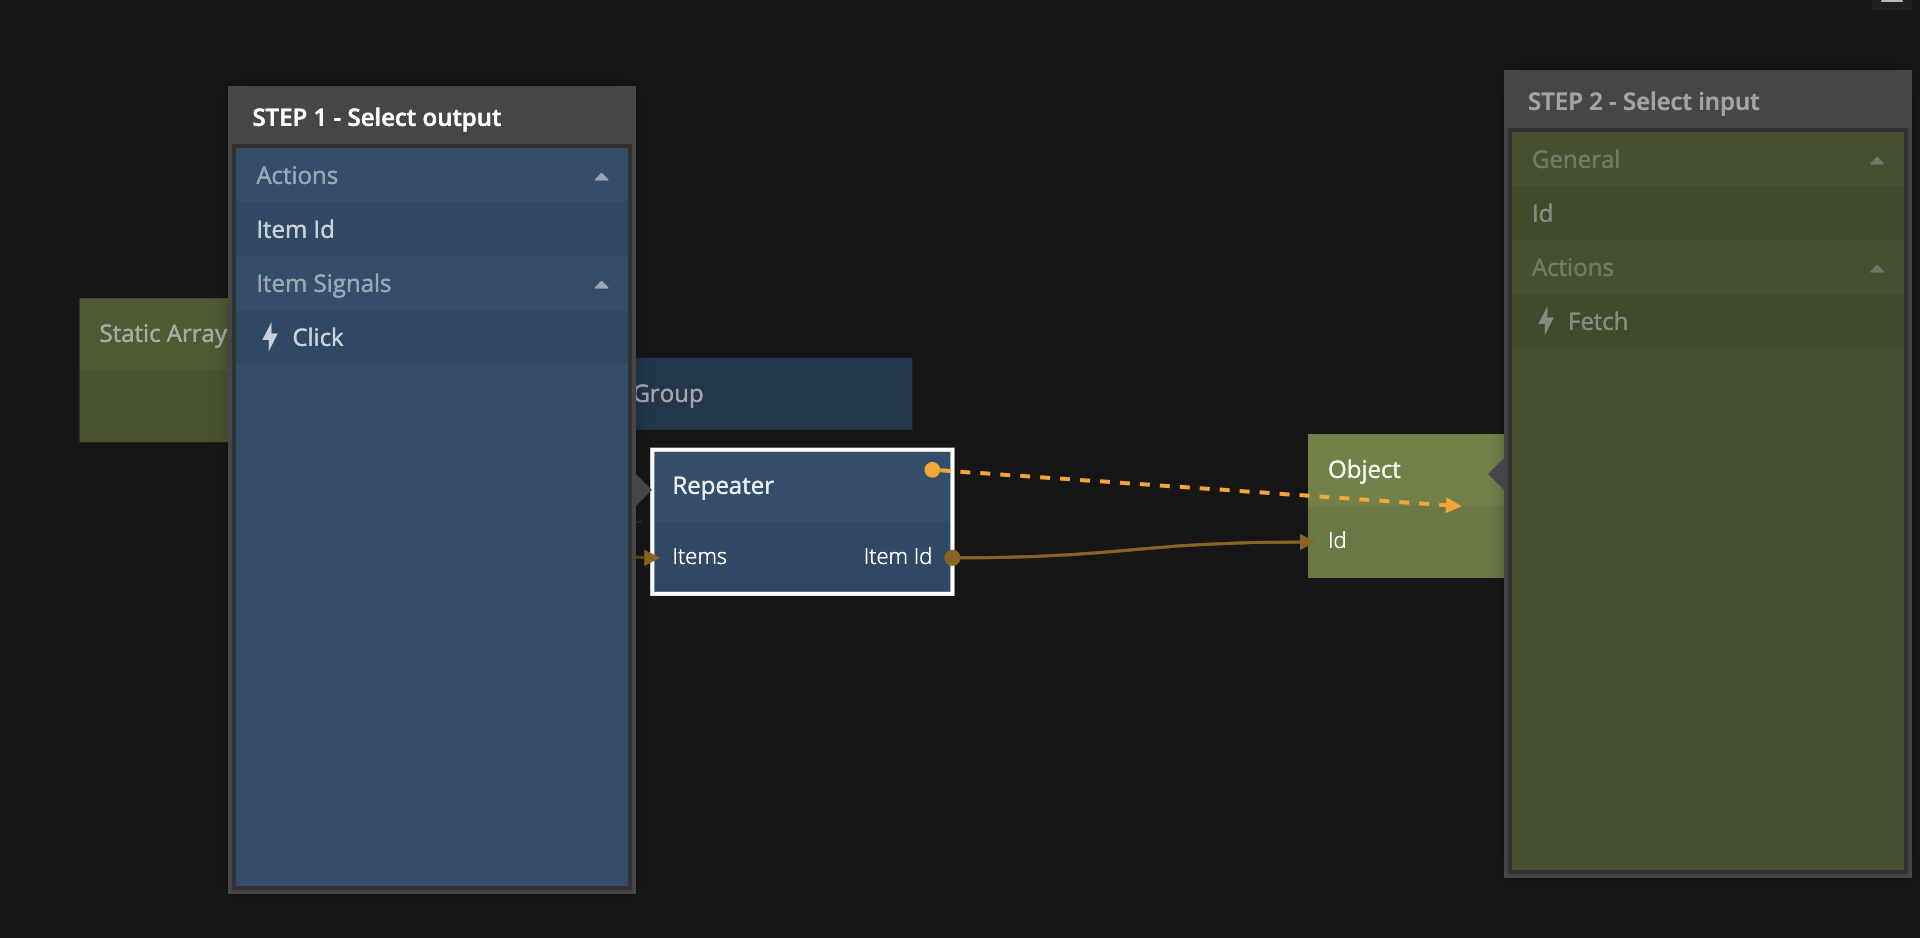 STEP 1 - Select output
Actions
Item Id
Item Signals
Click
Static Array
Group
Repeater
Items
Item Id
Object
Id
STEP 2 - Select input
General
Id
Actions
Fetch